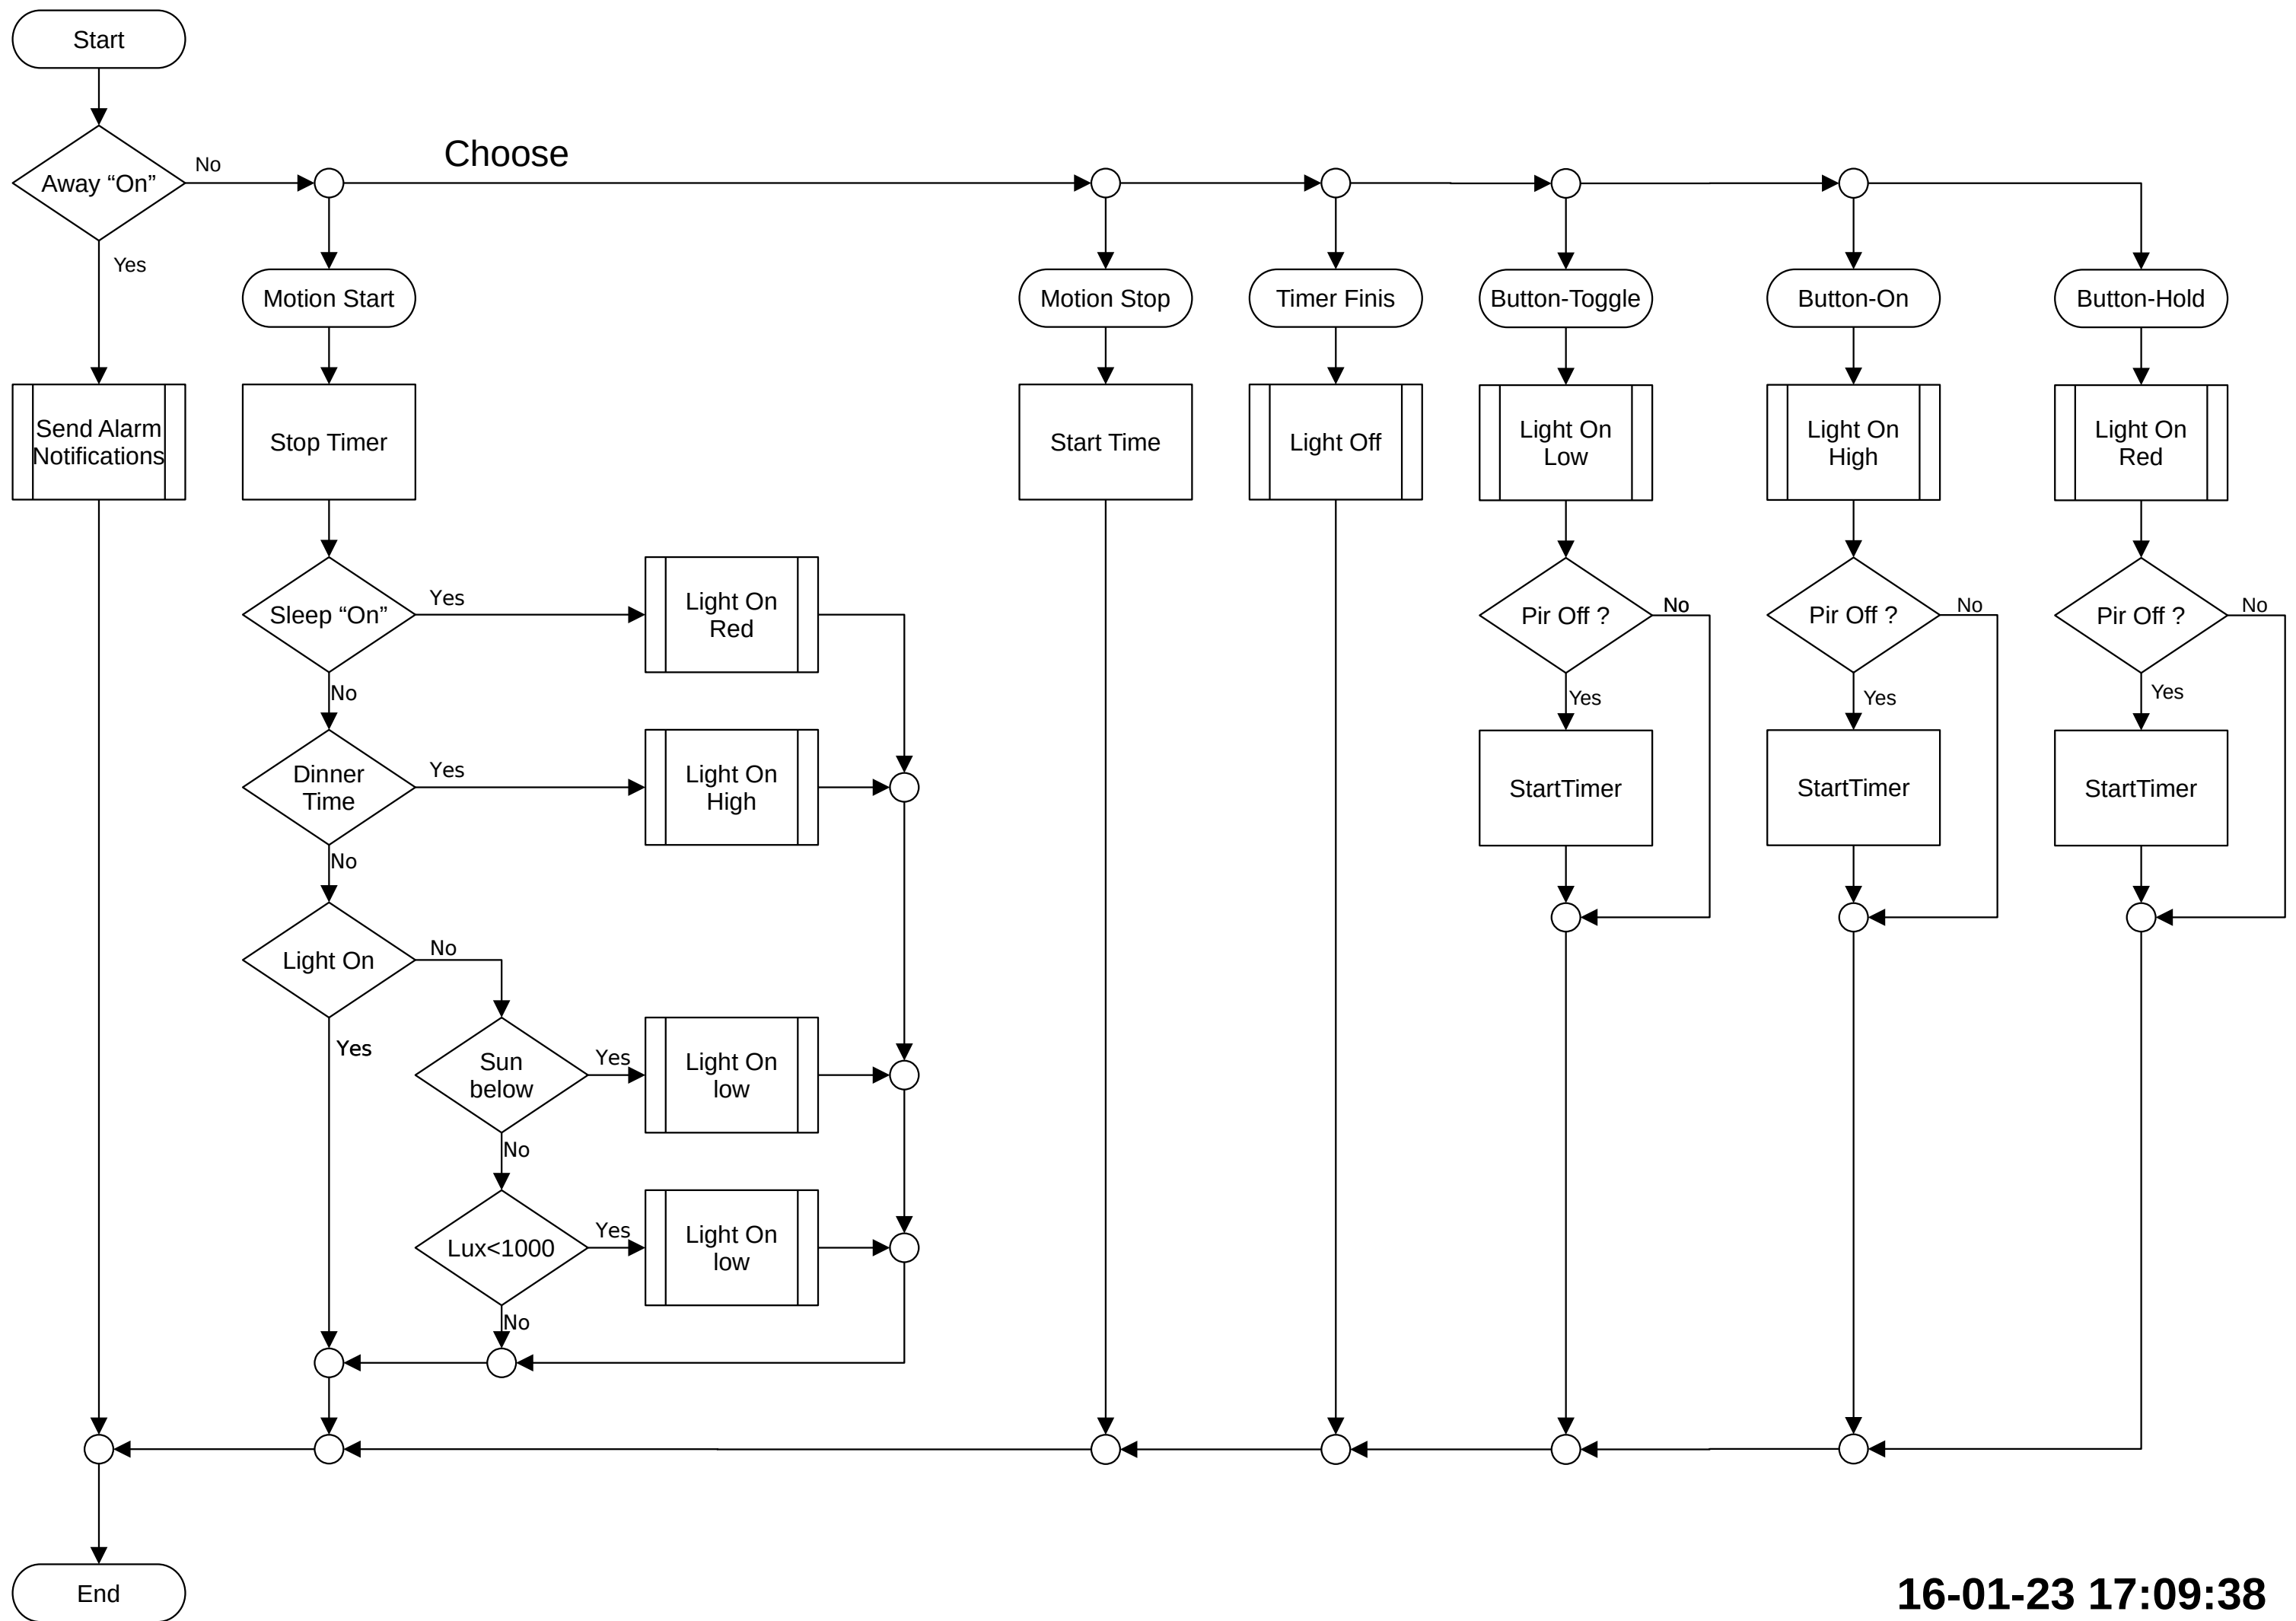 Start
Choose
Away “On”
No
Yes
Motion Start
Motion Stop
Timer Finis
Button-Toggle
Button-On
Button-Hold
Send Alarm
Notifications
Stop Timer
Start Time
Light Off
Light On
Low
Light On
High
Light On
Red
Sleep “On”
Yes
No
Light On
Red
Pir Off ?
No
Yes
Pir Off ?
No
Yes
Pir Off ?
No
Yes
Dinner
Time
Yes
No
Light On
High
StartTimer
StartTimer
StartTimer
Light On
No
Yes
Sun
below
Yes
No
Light On
low
Lux<1000
Yes
No
Light On
low
End
16-01-23 17:09:38